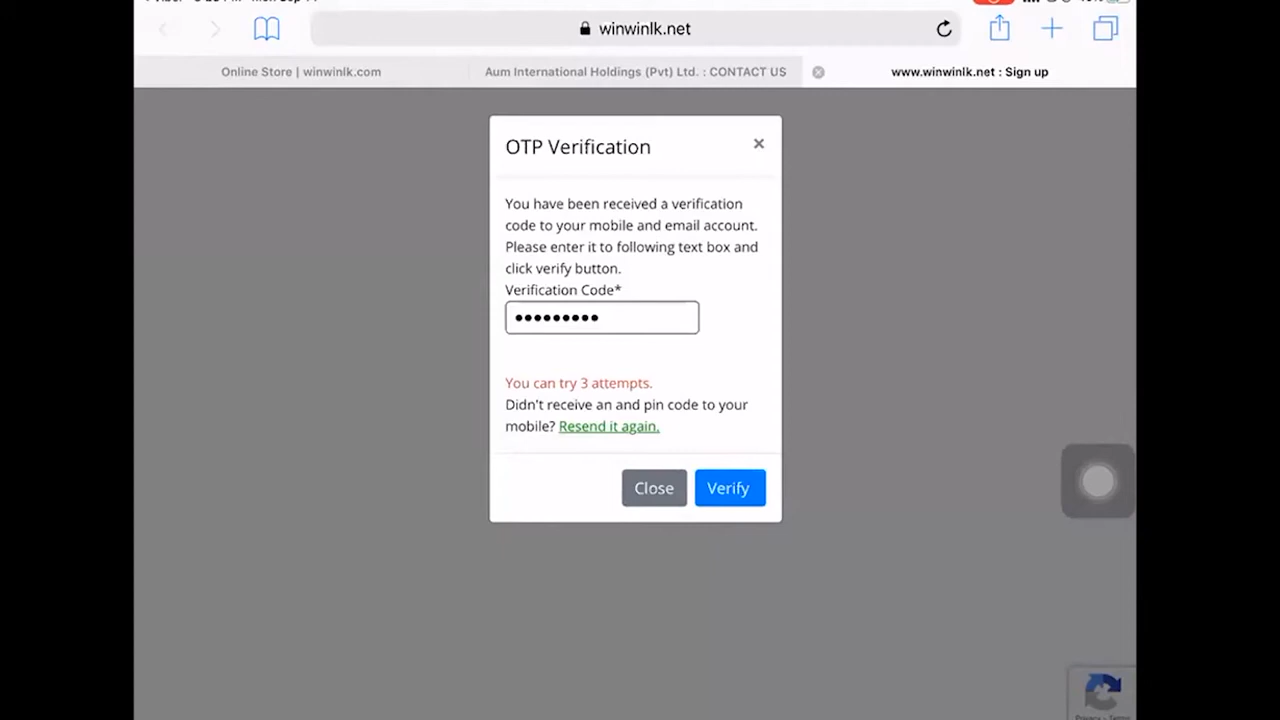 winwinlk.net
Online Store | winwinlk.com
Aum International Holdings (Pvt) Ltd. : CONTACT US
www.winwinlk.net : Sign up
OTP Verification
×
You have been received a verification
code to your mobile and email account.
Please enter it to following text box and
click verify button.
Verification Code*
•••••••••
You can try 3 attempts.
Didn't receive an and pin code to your
mobile? Resend it again.
Close
Verify